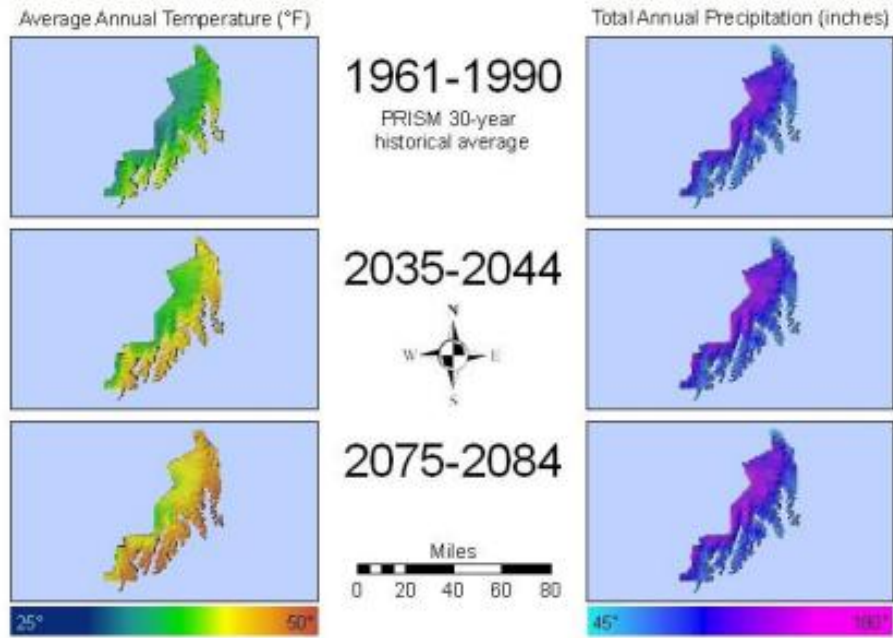 Average Annual Temperature (°F)
Total Annual Precipitation (inches)
1961-1990
PRISM 30-year
historical average
2035-2044
N
W E
S
2075-2084
Miles
0 20 40 60 80
25° 50°
45°